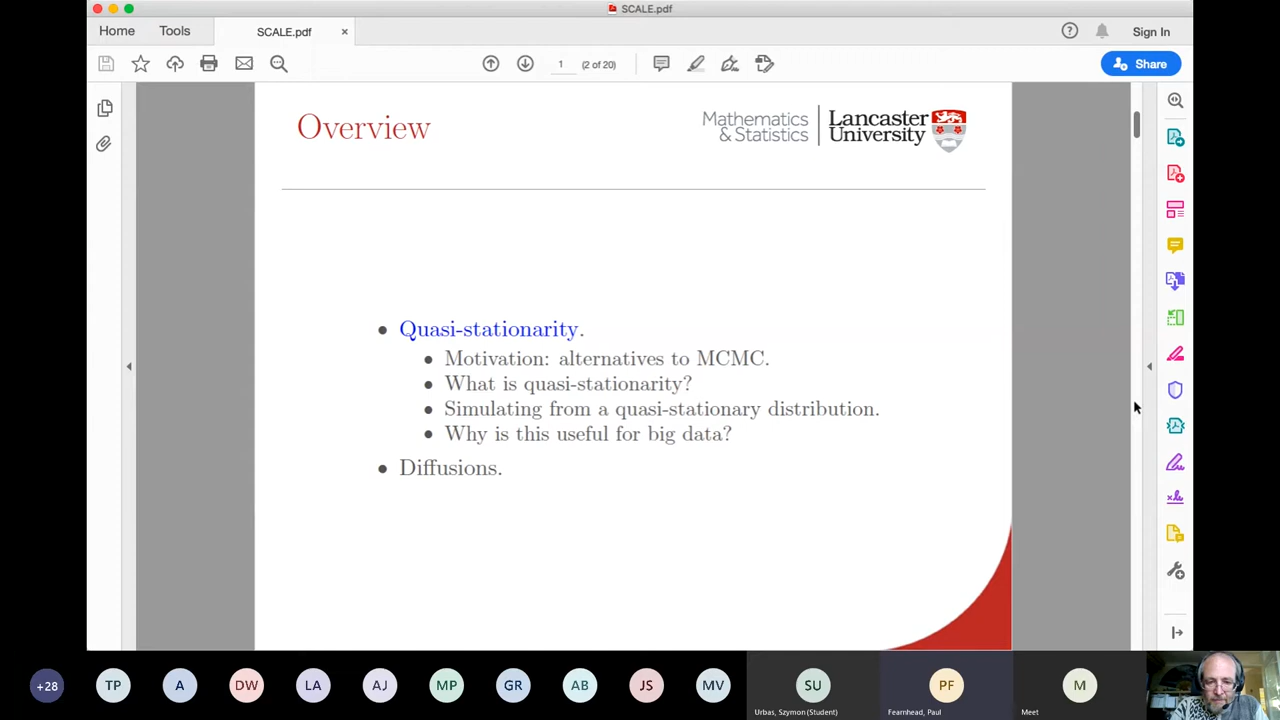 SCALE.pdf
Home
Tools
SCALE.pdf
×
1
(2 of 20)
Sign In
Share
Overview
Mathematics
& Statistics
Lancaster
University
• Quasi-stationarity.
• Motivation: alternatives to MCMC.
• What is quasi-stationarity?
• Simulating from a quasi-stationary distribution.
• Why is this useful for big data?
• Diffusions.
+28
TP
A
DW
LA
AJ
MP
GR
AB
JS
MV
SU
Urbas, Szymon (Student)
PF
Fearnhead, Paul
M
Meet